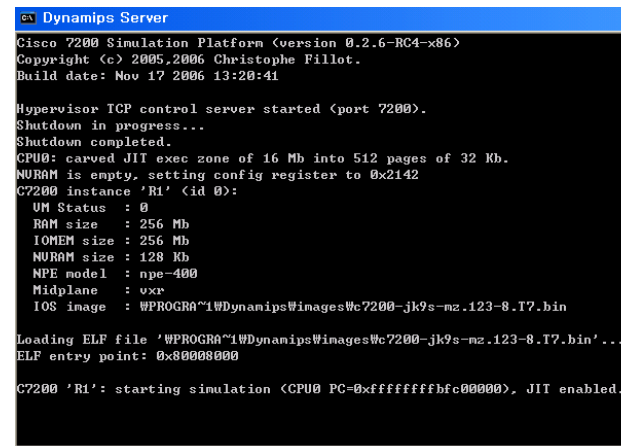 Dynamips Server
Cisco 7200 Simulation Platform (version 0.2.6-RC4-x86)
Copyright (c) 2005,2006 Christophe Fillot.
Build date: Nov 17 2006 13:20:41
Hypervisor TCP control server started (port 7200).
Shutdown in progress...
Shutdown completed.
CPU0: carved JIT exec zone of 16 Mb into 512 pages of 32 Kb.
NVRAM is empty, setting config register to 0x2142
C7200 instance 'R1' (id 0):
VM Status : 0
RAM size : 256 Mb
IOMEM size : 256 Mb
NVRAM size : 128 Kb
NPE model : npe-400
Midplane : vxr
IOS image : ₩PROGRA~1₩Dynamips₩images₩c7200-jk9s-mz.123-8.T7.bin
Loading ELF file '₩PROGRA~1₩Dynamips₩images₩c7200-jk9s-mz.123-8.T7.bin'...
ELF entry point: 0x80008000
C7200 'R1': starting simulation (CPU0 PC=0xffffffffbfc00000), JIT enabled.